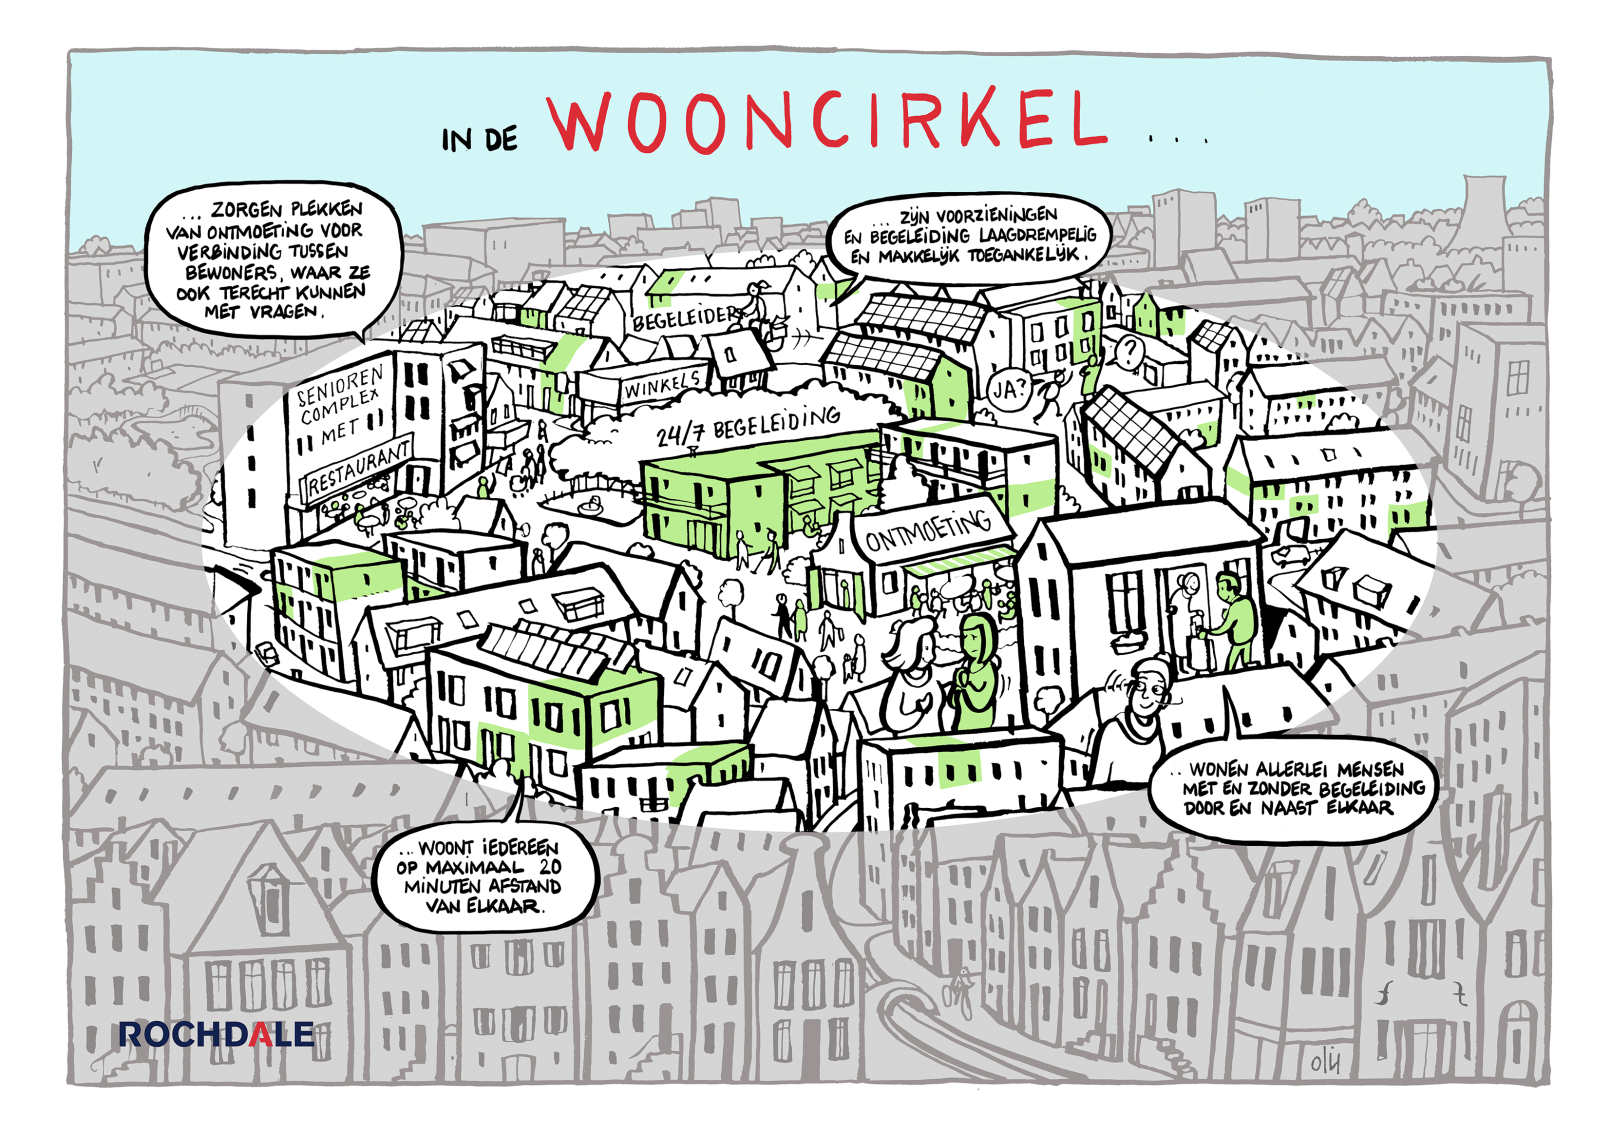 IN DE WOONCIRKEL ...
... ZORGEN PLEKKEN
VAN ONTMOETING VOOR
VERBINDING TUSSEN
BEWONERS, WAAR ZE
OOK TERECHT KUNNEN
MET VRAGEN.
... ZIJN VOORZIENINGEN
EN BEGELEIDING LAAGDREMPELIG
EN MAKKELIJK TOEGANKELIJK.
BEGELEIDER
SENIOREN
COMPLEX
MET
RESTAURANT
WINKELS
?
JA?
24/7 BEGELEIDING
ONTMOETING
.. WONEN ALLERLEI MENSEN
MET EN ZONDER BEGELEIDING
DOOR EN NAAST ELKAAR
... WOONT IEDEREEN
OP MAXIMAAL 20
MINUTEN AFSTAND
VAN ELKAAR.
ROCHDALE